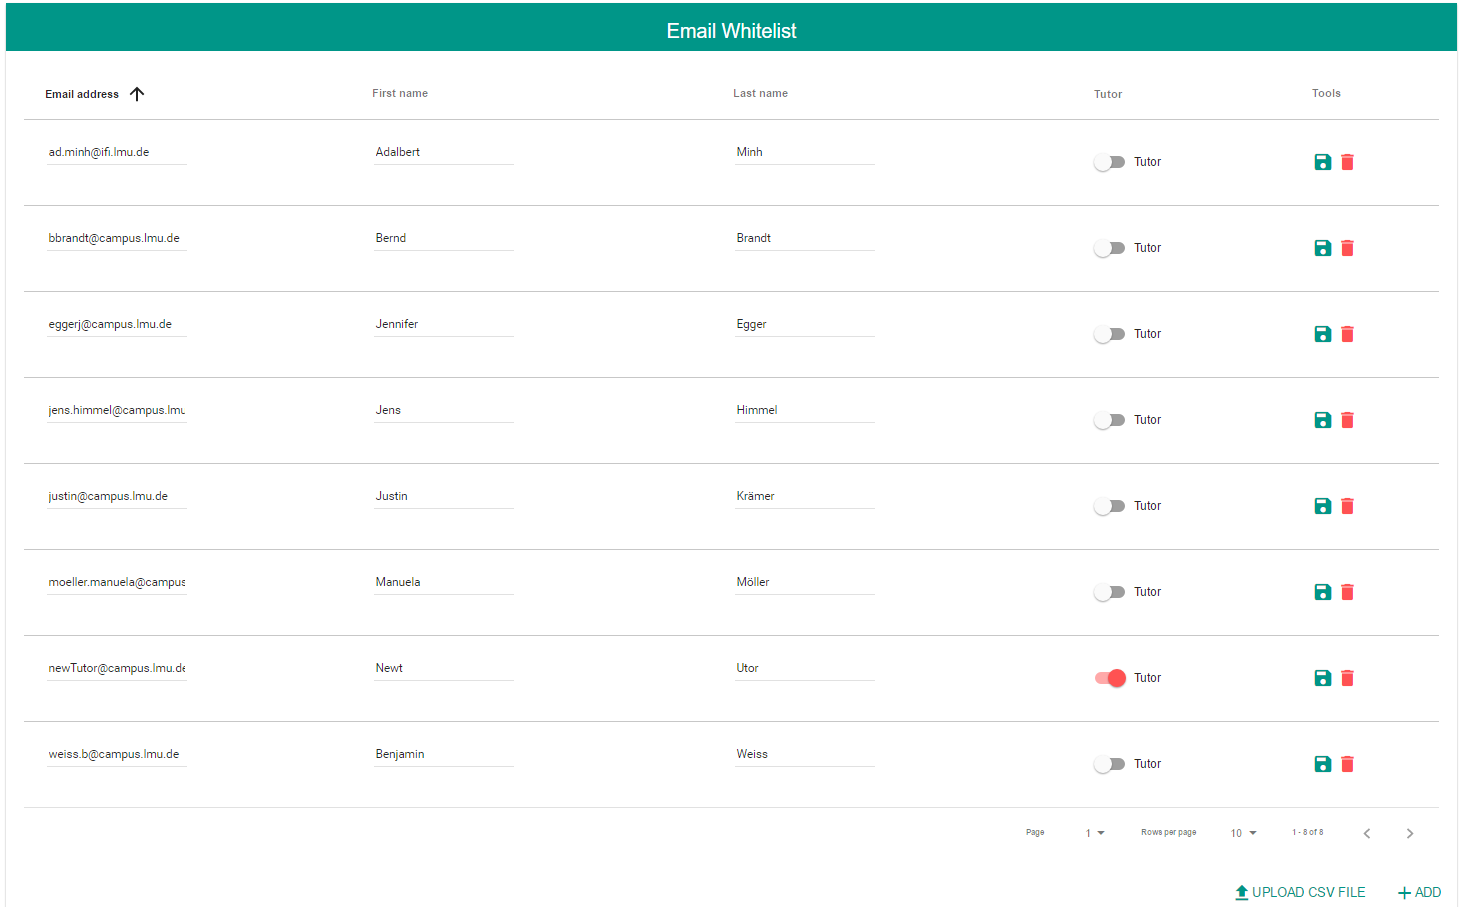 Email Whitelist
Email address First name Last name Tutor Tools
ad.minh@ifi.lmu.de Adalbert Minh Tutor
bbrandt@campus.lmu.de Bernd Brandt Tutor
eggerj@campus.lmu.de Jennifer Egger Tutor
jens.himmel@campus.lmu Jens Himmel Tutor
justin@campus.lmu.de Justin Krämer Tutor
moeller.manuela@campus Manuela Möller Tutor
newTutor@campus.lmu.de Newt Utor Tutor
weiss.b@campus.lmu.de Benjamin Weiss Tutor
Page 1 Rows per page 10 1 - 8 of 8
UPLOAD CSV FILE ADD